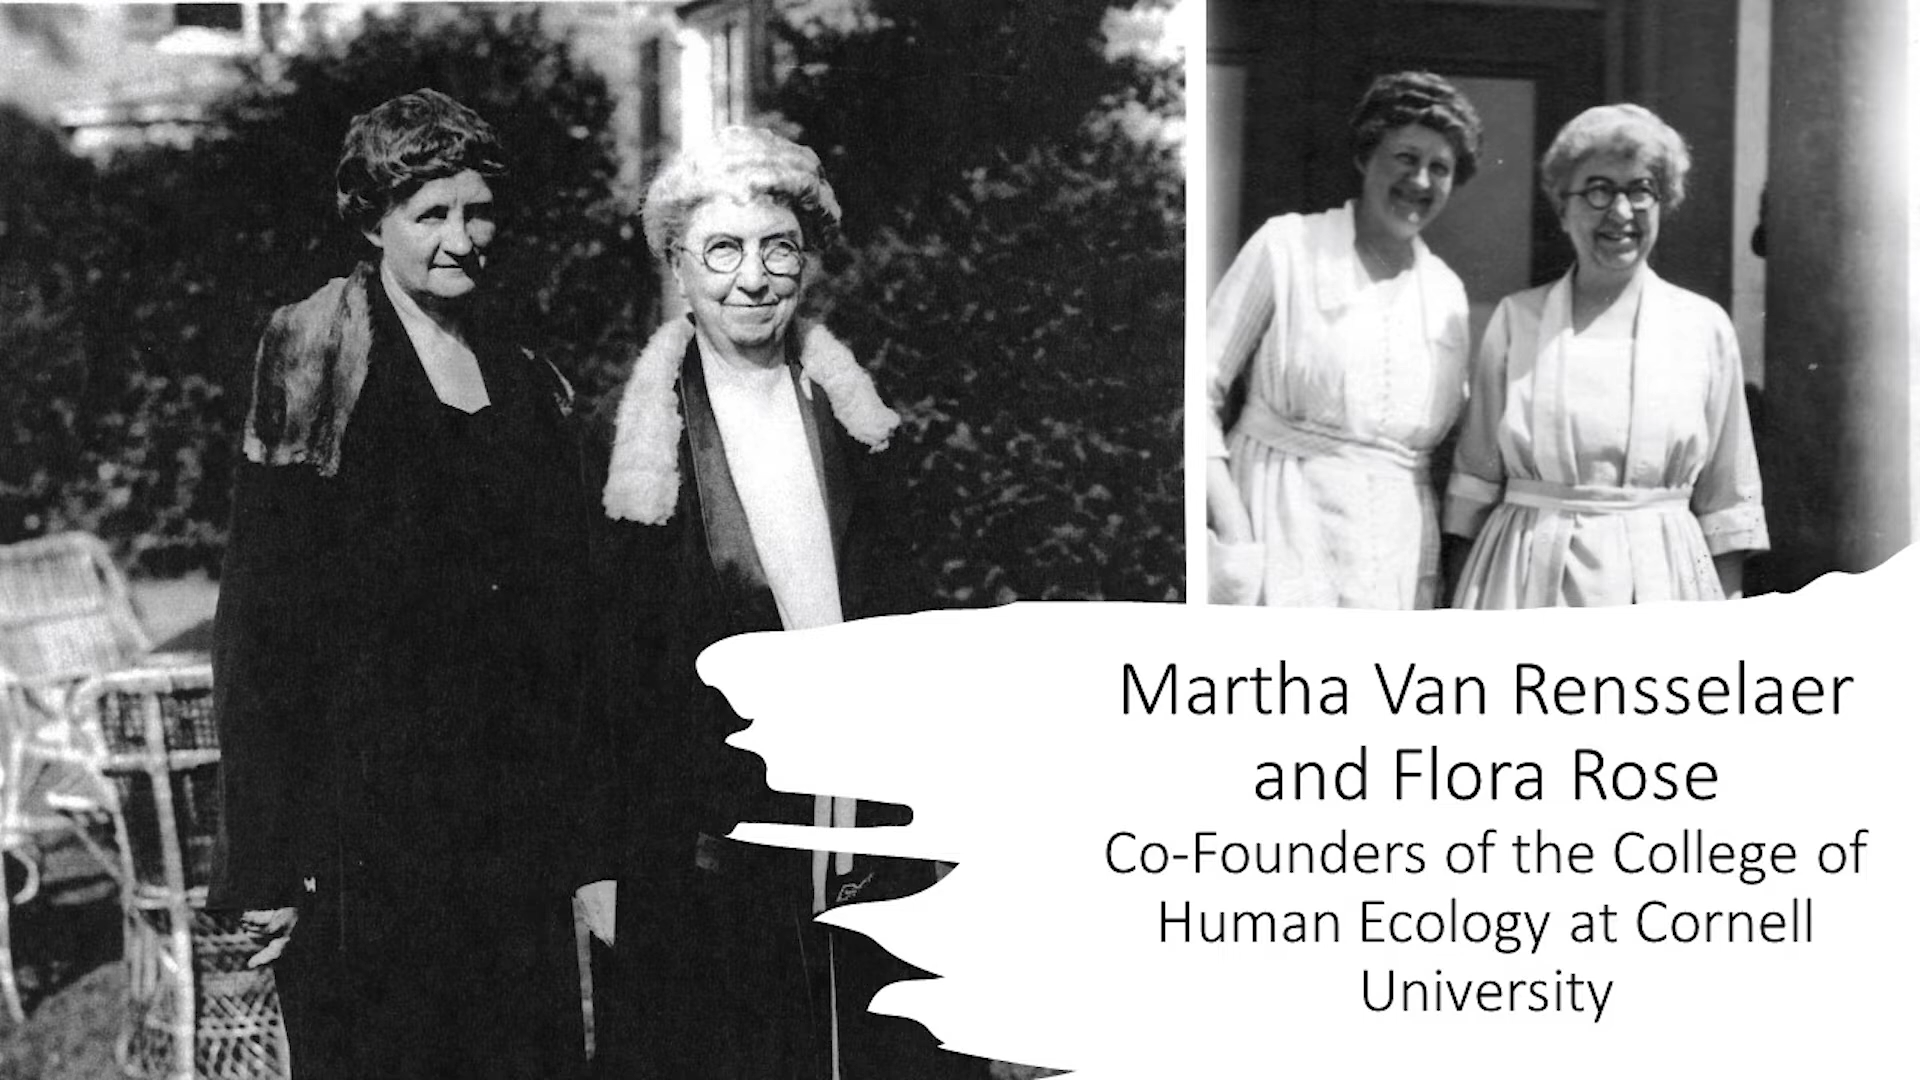 Martha Van Rensselaer
and Flora Rose
Co-Founders of the College of
Human Ecology at Cornell
University